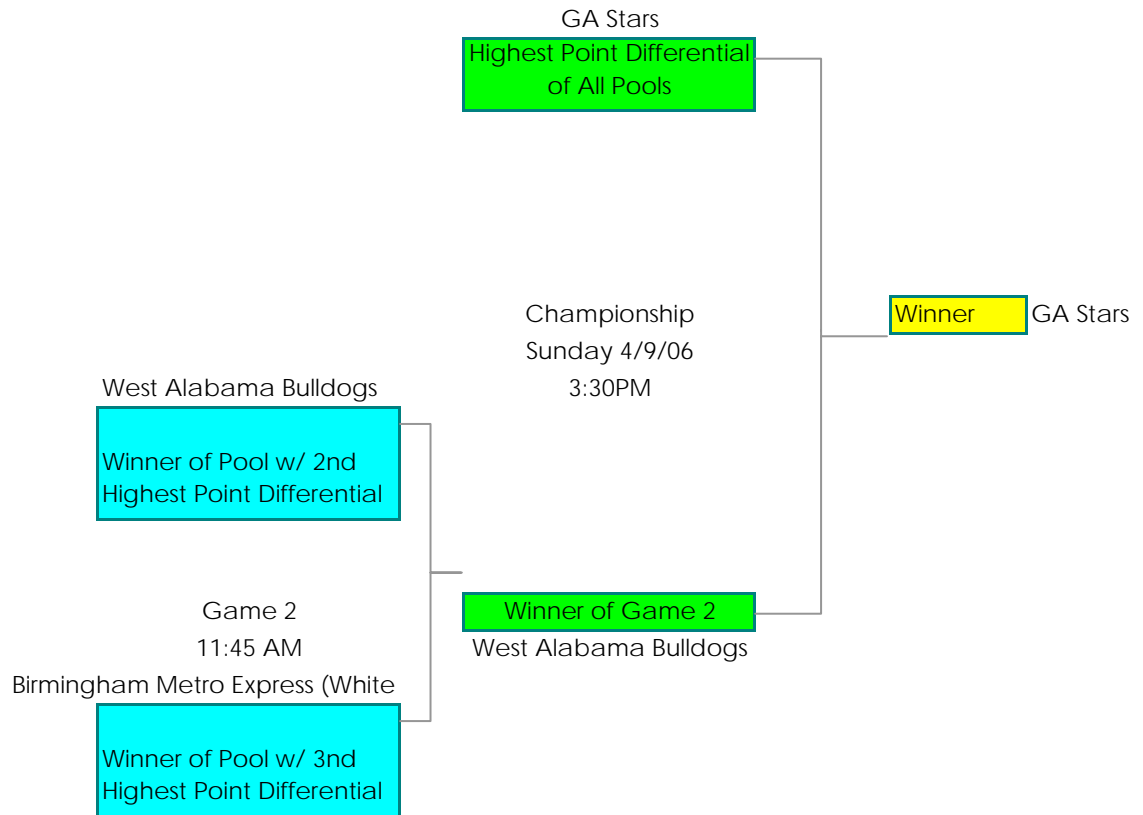 GA Stars
Highest Point Differential
of All Pools
Championship
Sunday 4/9/06
3:30PM
Winner
GA Stars
West Alabama Bulldogs
Winner of Pool w/ 2nd
Highest Point Differential
Game 2
11:45 AM
Birmingham Metro Express (White
Winner of Game 2
West Alabama Bulldogs
Winner of Pool w/ 3nd
Highest Point Differential